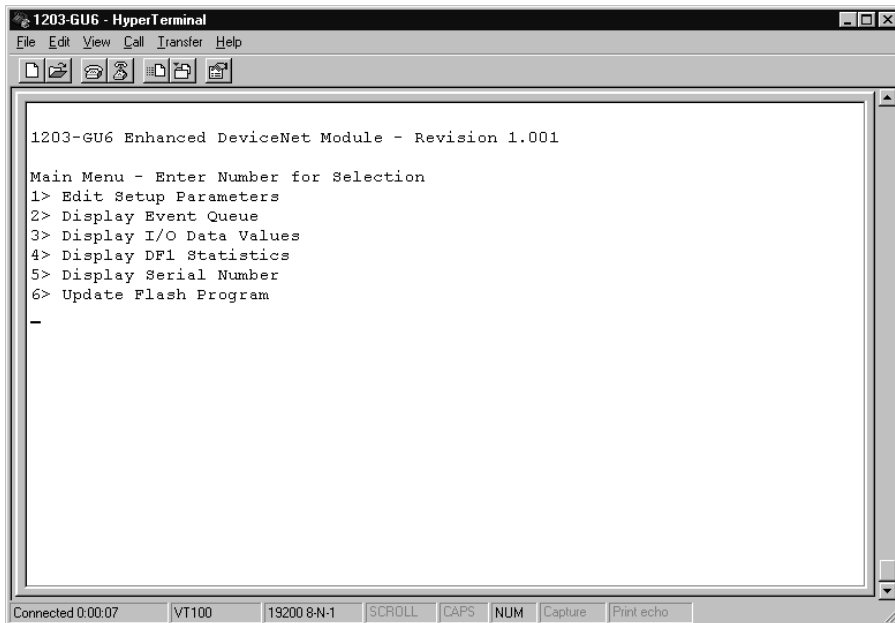 1203-GU6 - HyperTerminal
File Edit View Call Transfer Help
1203-GU6 Enhanced DeviceNet Module - Revision 1.001
Main Menu - Enter Number for Selection
1> Edit Setup Parameters
2> Display Event Queue
3> Display I/O Data Values
4> Display DF1 Statistics
5> Display Serial Number
6> Update Flash Program
Connected 0:00:07 VT100 19200 8-N-1 SCROLL CAPS NUM Capture Print echo